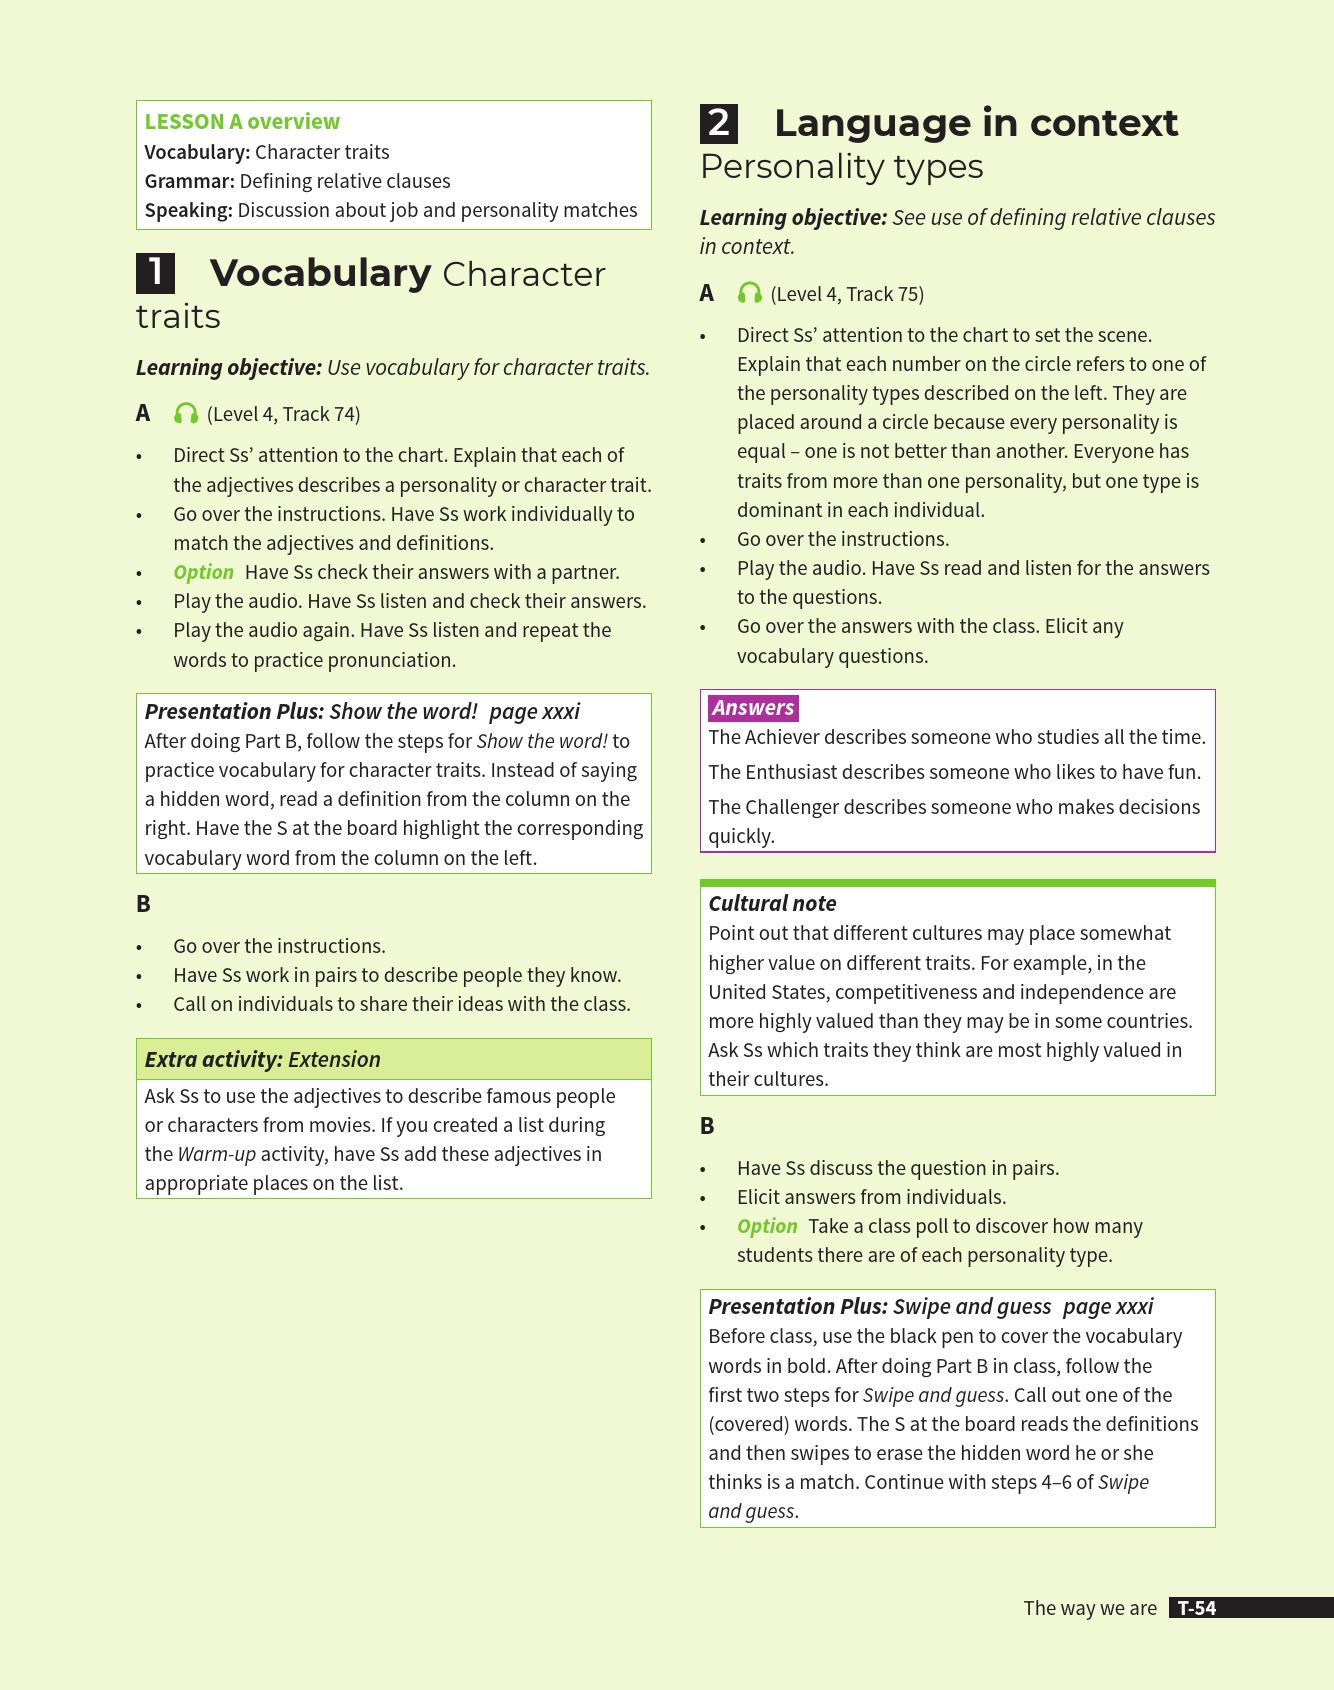 LESSON A overview
Vocabulary: Character traits
Grammar: Defining relative clauses
Speaking: Discussion about job and personality matches
1 Vocabulary Character
traits
Learning objective: Use vocabulary for character traits.
A (Level 4, Track 74)
• Direct Ss’ attention to the chart. Explain that each of
the adjectives describes a personality or character trait.
• Go over the instructions. Have Ss work individually to
match the adjectives and definitions.
• Option Have Ss check their answers with a partner.
• Play the audio. Have Ss listen and check their answers.
• Play the audio again. Have Ss listen and repeat the
words to practice pronunciation.
Presentation Plus: Show the word! page xxxi
After doing Part B, follow the steps for Show the word! to
practice vocabulary for character traits. Instead of saying
a hidden word, read a definition from the column on the
right. Have the S at the board highlight the corresponding
vocabulary word from the column on the left.
B
• Go over the instructions.
• Have Ss work in pairs to describe people they know.
• Call on individuals to share their ideas with the class.
Extra activity: Extension
Ask Ss to use the adjectives to describe famous people
or characters from movies. If you created a list during
the Warm-up activity, have Ss add these adjectives in
appropriate places on the list.
2 Language in context
Personality types
Learning objective: See use of defining relative clauses
in context.
A (Level 4, Track 75)
• Direct Ss’ attention to the chart to set the scene.
Explain that each number on the circle refers to one of
the personality types described on the left. They are
placed around a circle because every personality is
equal – one is not better than another. Everyone has
traits from more than one personality, but one type is
dominant in each individual.
• Go over the instructions.
• Play the audio. Have Ss read and listen for the answers
to the questions.
• Go over the answers with the class. Elicit any
vocabulary questions.
Answers
The Achiever describes someone who studies all the time.
The Enthusiast describes someone who likes to have fun.
The Challenger describes someone who makes decisions
quickly.
Cultural note
Point out that different cultures may place somewhat
higher value on different traits. For example, in the
United States, competitiveness and independence are
more highly valued than they may be in some countries.
Ask Ss which traits they think are most highly valued in
their cultures.
B
• Have Ss discuss the question in pairs.
• Elicit answers from individuals.
• Option Take a class poll to discover how many
students there are of each personality type.
Presentation Plus: Swipe and guess page xxxi
Before class, use the black pen to cover the vocabulary
words in bold. After doing Part B in class, follow the
first two steps for Swipe and guess. Call out one of the
(covered) words. The S at the board reads the definitions
and then swipes to erase the hidden word he or she
thinks is a match. Continue with steps 4–6 of Swipe
and guess.
The way we are T-54